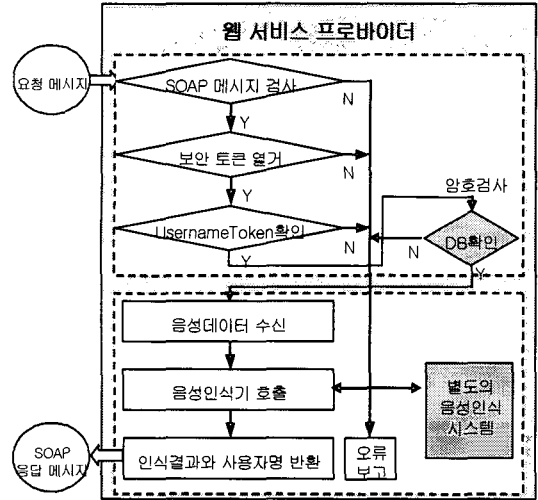 웹 서비스 프로바이더
요청 메시지
SOAP 메시지 검사
N
Y
보안 토큰 열거
N
Y
암호검사
UsernameToken확인
N
Y
DB확인
N
Y
음성데이터 수신
음성인식기 호출
별도의
음성인식
시스템
SOAP
응답 메시지
인식결과와 사용자명 반환
오류
보고